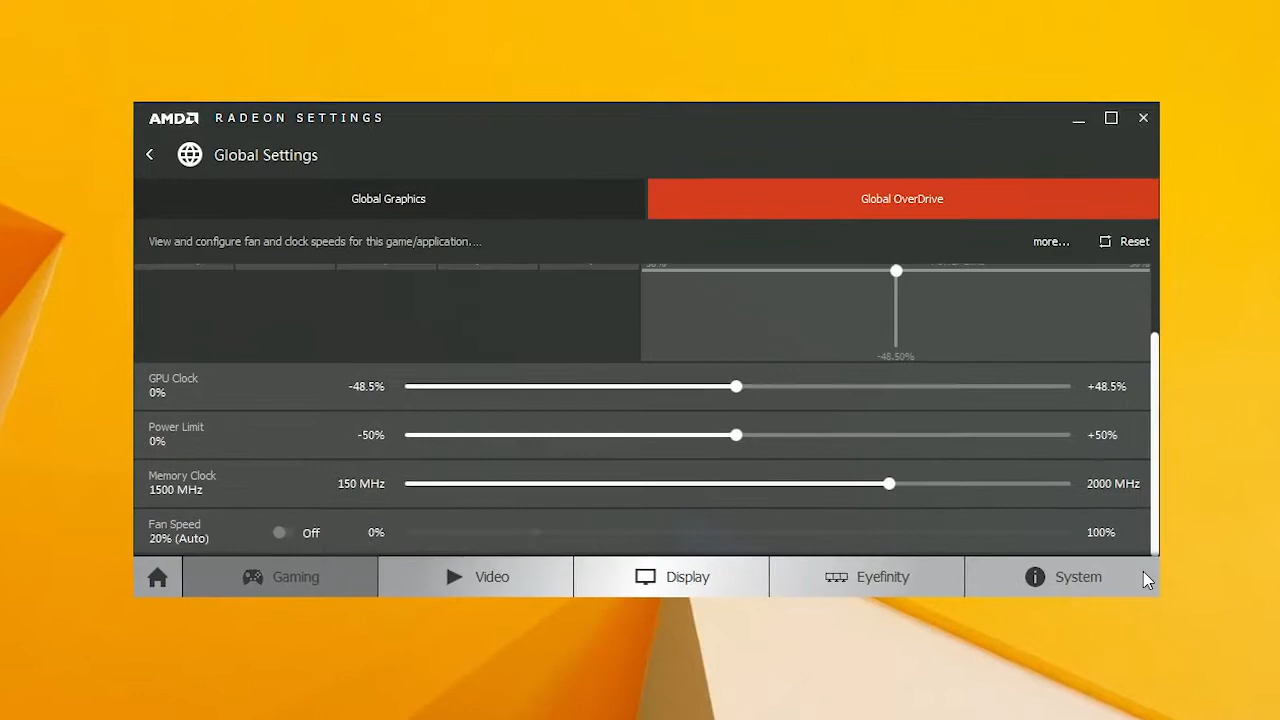 AMD RADEON SETTINGS
Global Settings
Global Graphics
Global OverDrive
View and configure fan and clock speeds for this game/application....
more...
Reset
-48.50%
GPU Clock
0%
-48.5%
+48.5%
Power Limit
0%
-50%
+50%
Memory Clock
1500 MHz
150 MHz
2000 MHz
Fan Speed
20% (Auto)
Off
0%
100%
Gaming
Video
Display
Eyefinity
System